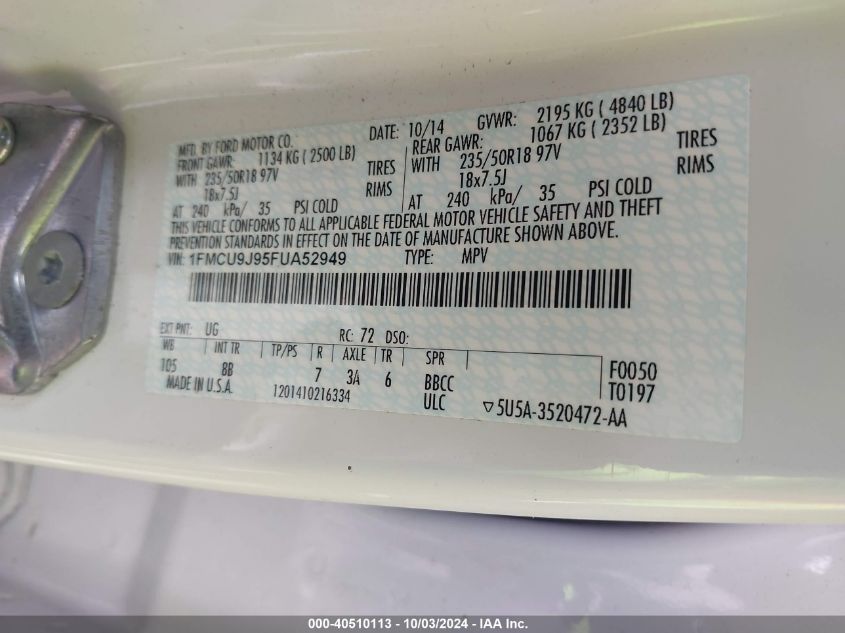 MFD. BY FORD MOTOR CO.
DATE: 10/14 GVWR: 2195 KG ( 4840 LB)
FRONT GAWR: 1134 KG ( 2500 LB) REAR GAWR: 1067 KG ( 2352 LB)
WITH 235/50R18 97V TIRES WITH 235/50R18 97V TIRES
18x7.5J RIMS 18x7.5J RIMS
AT 240 kPa/ 35 PSI COLD AT 240 kPa/ 35 PSI COLD
THIS VEHICLE CONFORMS TO ALL APPLICABLE FEDERAL MOTOR VEHICLE SAFETY AND THEFT
PREVENTION STANDARDS IN EFFECT ON THE DATE OF MANUFACTURE SHOWN ABOVE.
VIN: 1FMCU9J95FUA52949 TYPE: MPV
EXT PNT: UG RC: 72 DSO:
WB INT TR TP/PS R AXLE TR SPR
105 8B 7 3A 6 BBCC F0050
ULC T0197
MADE IN U.S.A. 1201410216334 ▽5U5A-3520472-AA
000-40510113 - 10/03/2024 - IAA Inc.